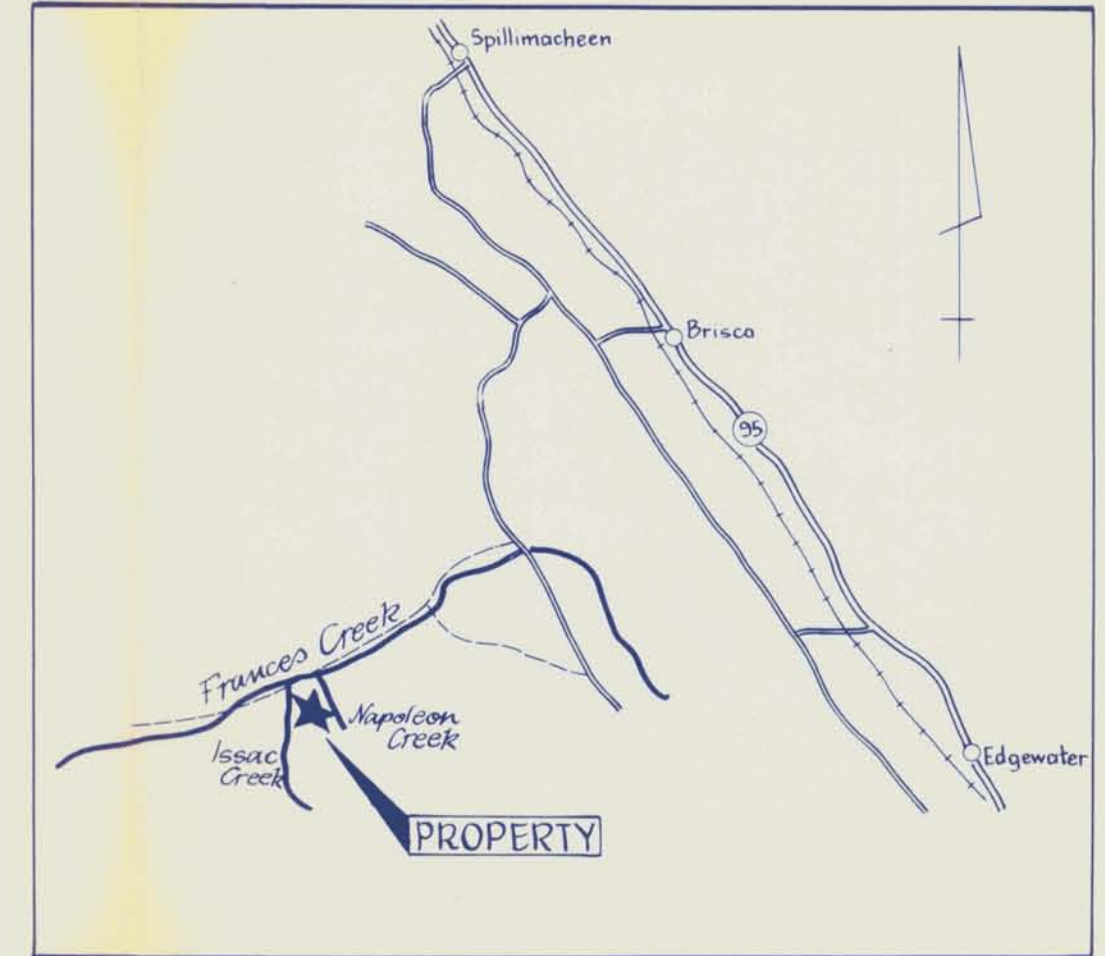 Spillimacheen
Brisco
95
Frances Creek
Napoleon
Creek
Issac
Creek
Edgewater
PROPERTY